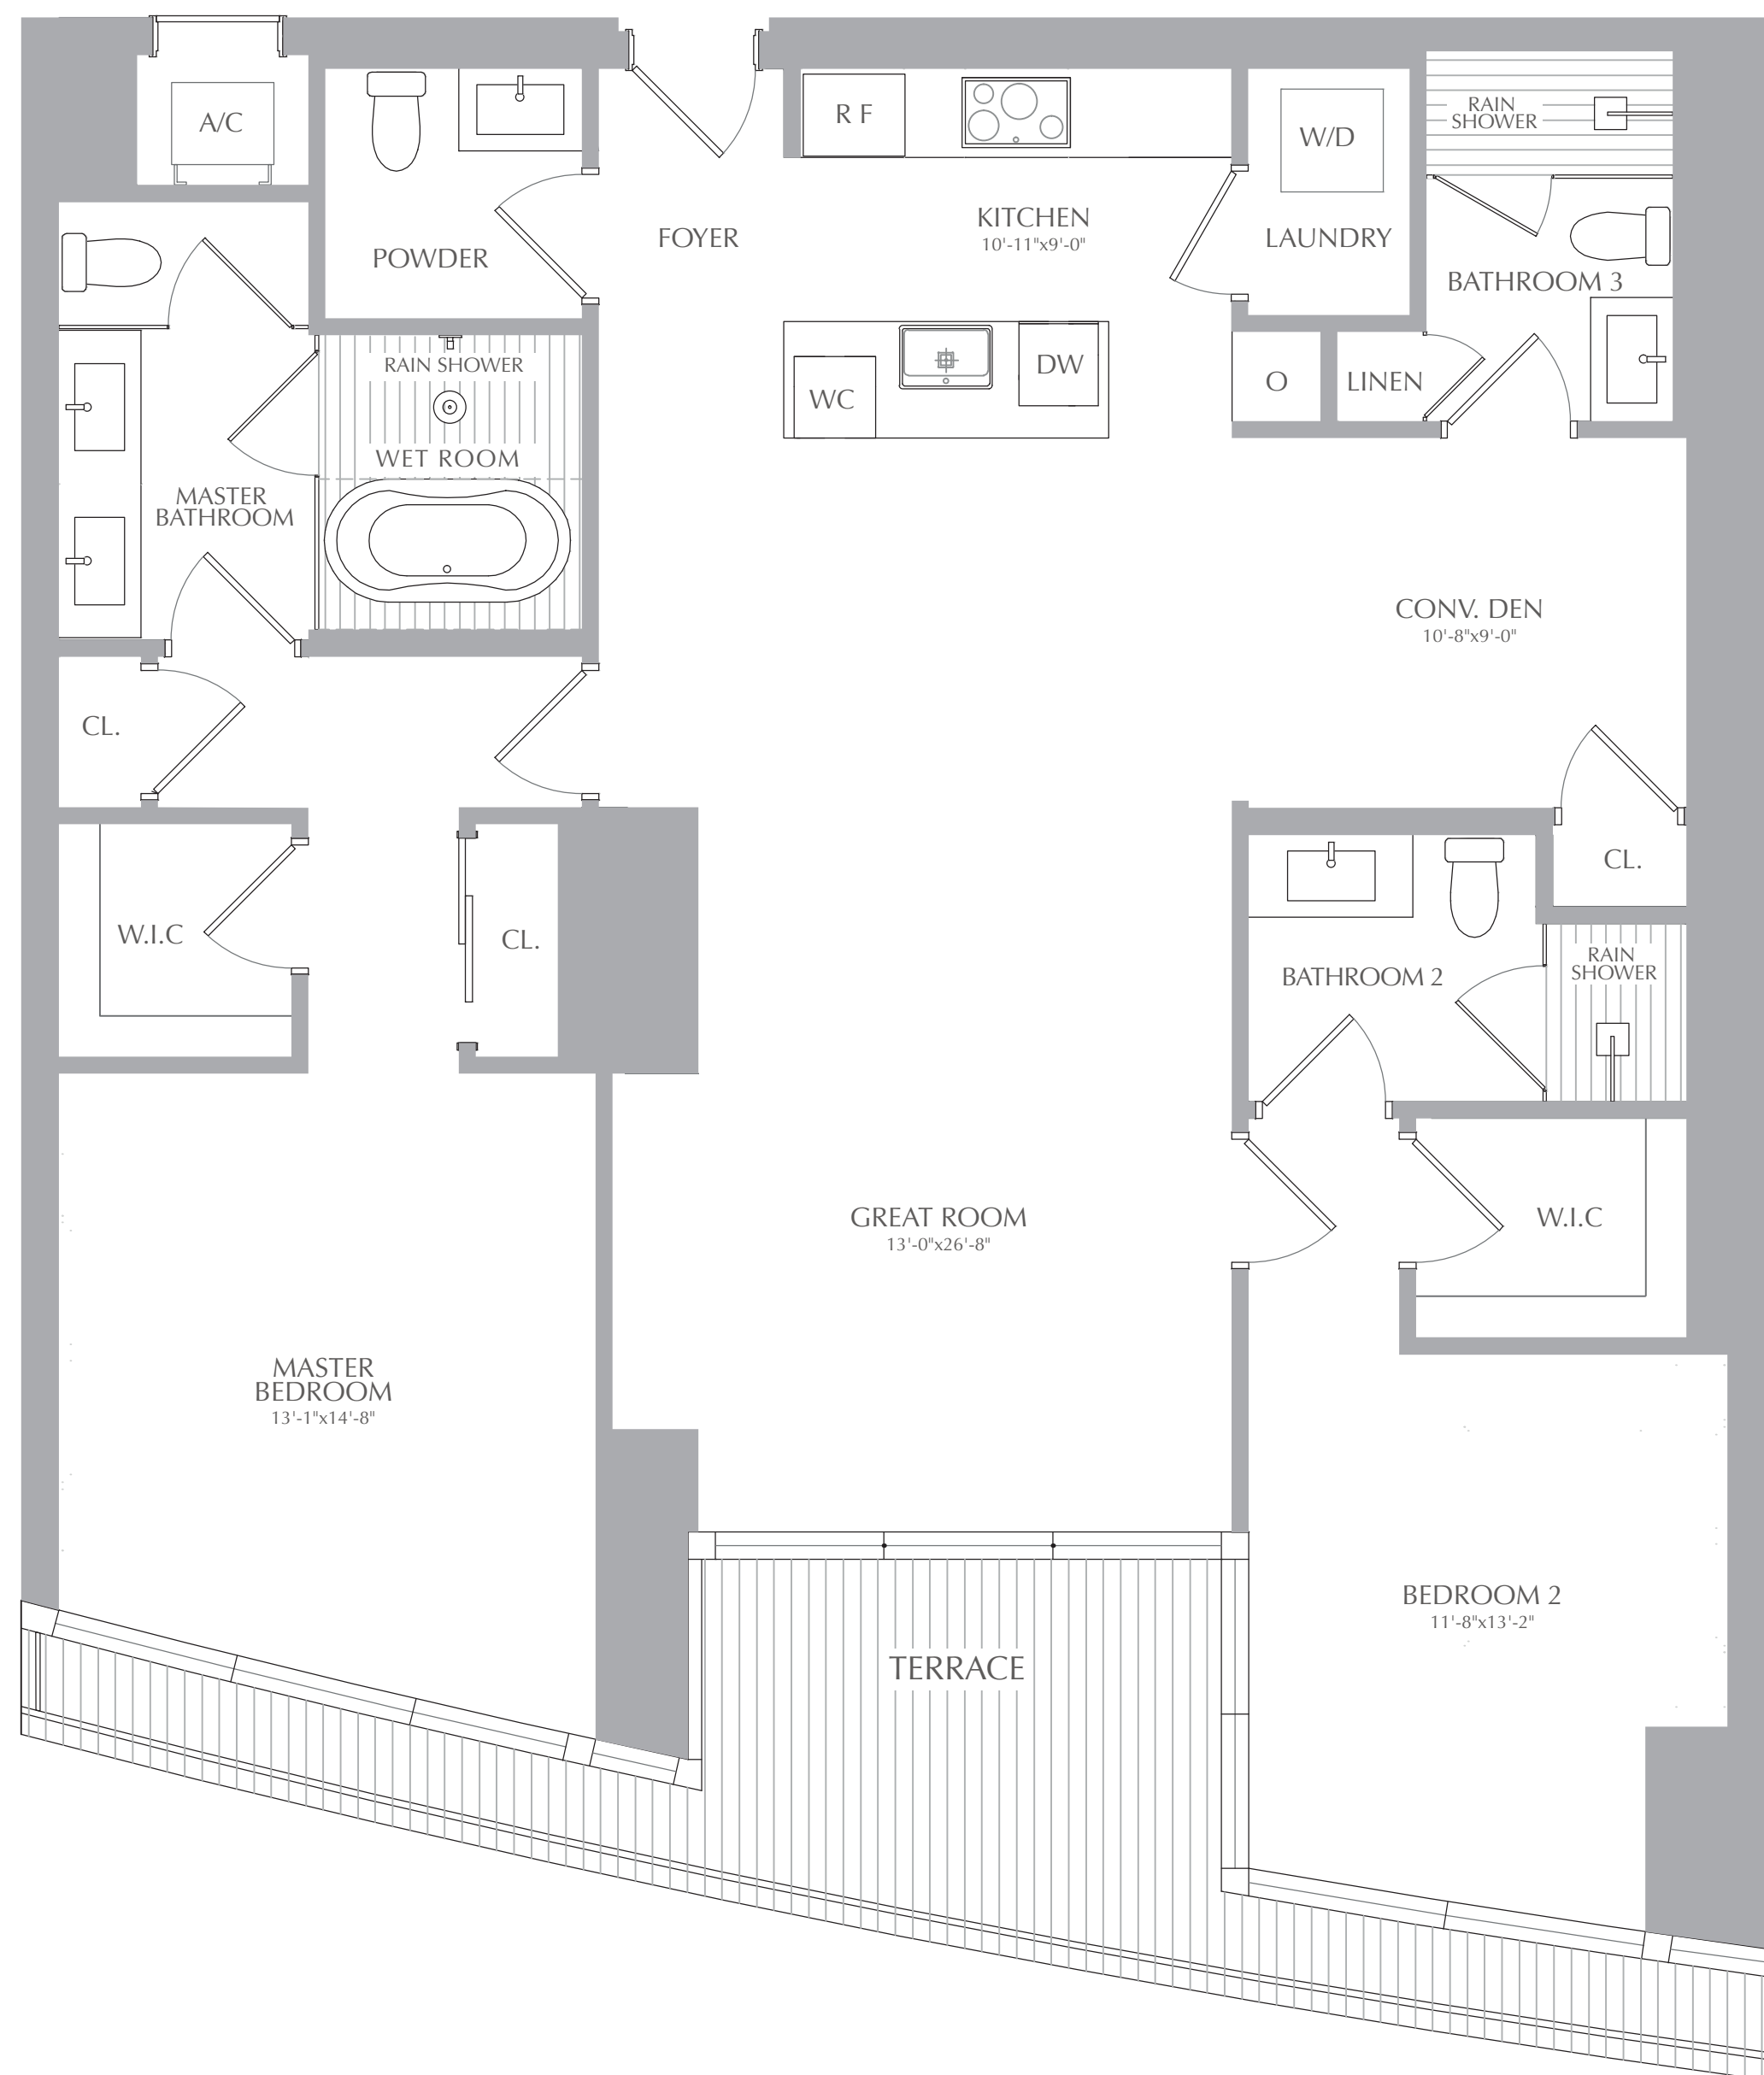 A/C
R F
W/D
RAIN
SHOWER
POWDER
FOYER
KITCHEN
10'-11"x9'-0"
LAUNDRY
BATHROOM 3
RAIN SHOWER
WC
DW
O
LINEN
WET ROOM
MASTER
BATHROOM
CONV. DEN
10'-8"x9'-0"
CL.
W.I.C
CL.
CL.
BATHROOM 2
RAIN
SHOWER
GREAT ROOM
13'-0"x26'-8"
W.I.C
MASTER
BEDROOM
13'-1"x14'-8"
BEDROOM 2
11'-8"x13'-2"
TERRACE